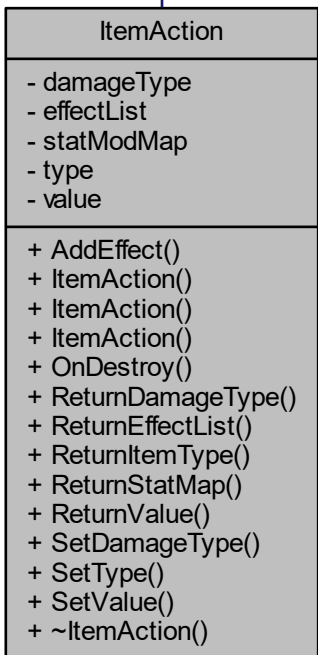 ItemAction
- damageType
- effectList
- statModMap
- type
- value
+ AddEffect()
+ ItemAction()
+ ItemAction()
+ ItemAction()
+ OnDestroy()
+ ReturnDamageType()
+ ReturnEffectList()
+ ReturnItemType()
+ ReturnStatMap()
+ ReturnValue()
+ SetDamageType()
+ SetType()
+ SetValue()
+ ~ItemAction()